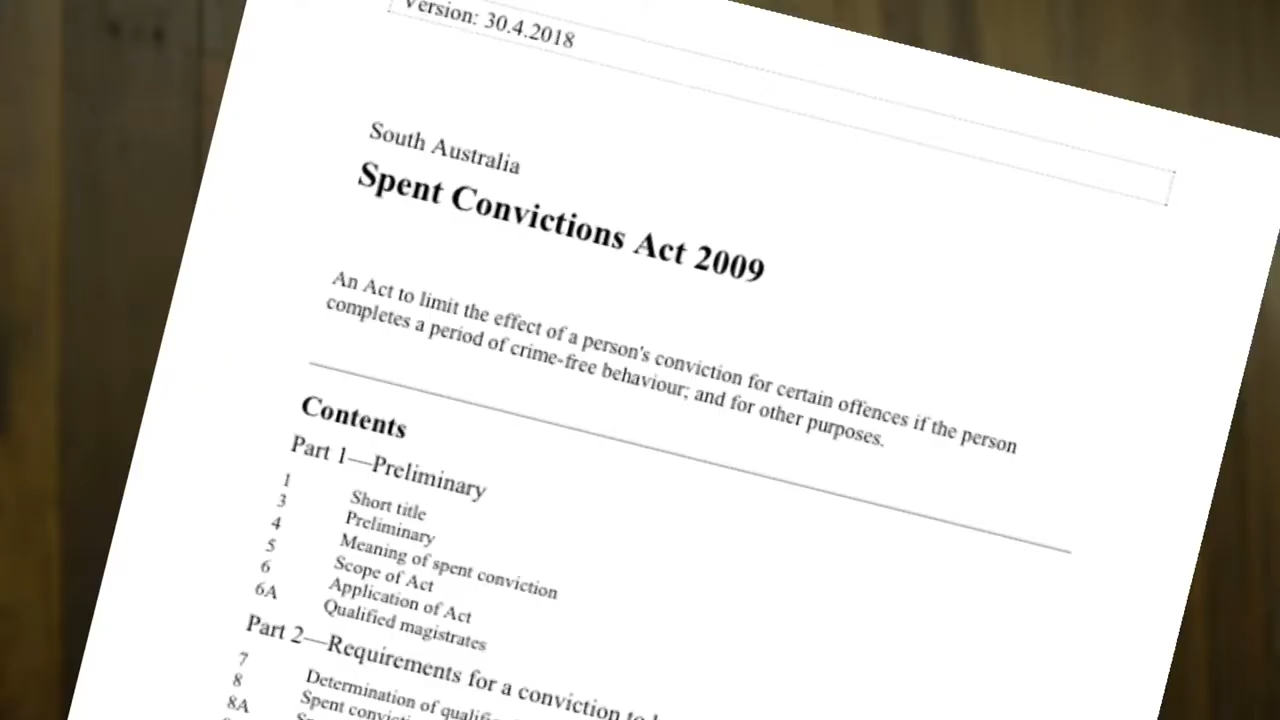 Version: 30.4.2018
South Australia
Spent Convictions Act 2009
An Act to limit the effect of a person's conviction for certain offences if the person
completes a period of crime-free behaviour; and for other purposes.
Contents
Part 1—Preliminary
1 Short title
3 Preliminary
4 Meaning of spent conviction
5 Scope of Act
6 Application of Act
6A Qualified magistrates
Part 2—Requirements for a conviction to
7 Determination of
8 Spent
8A